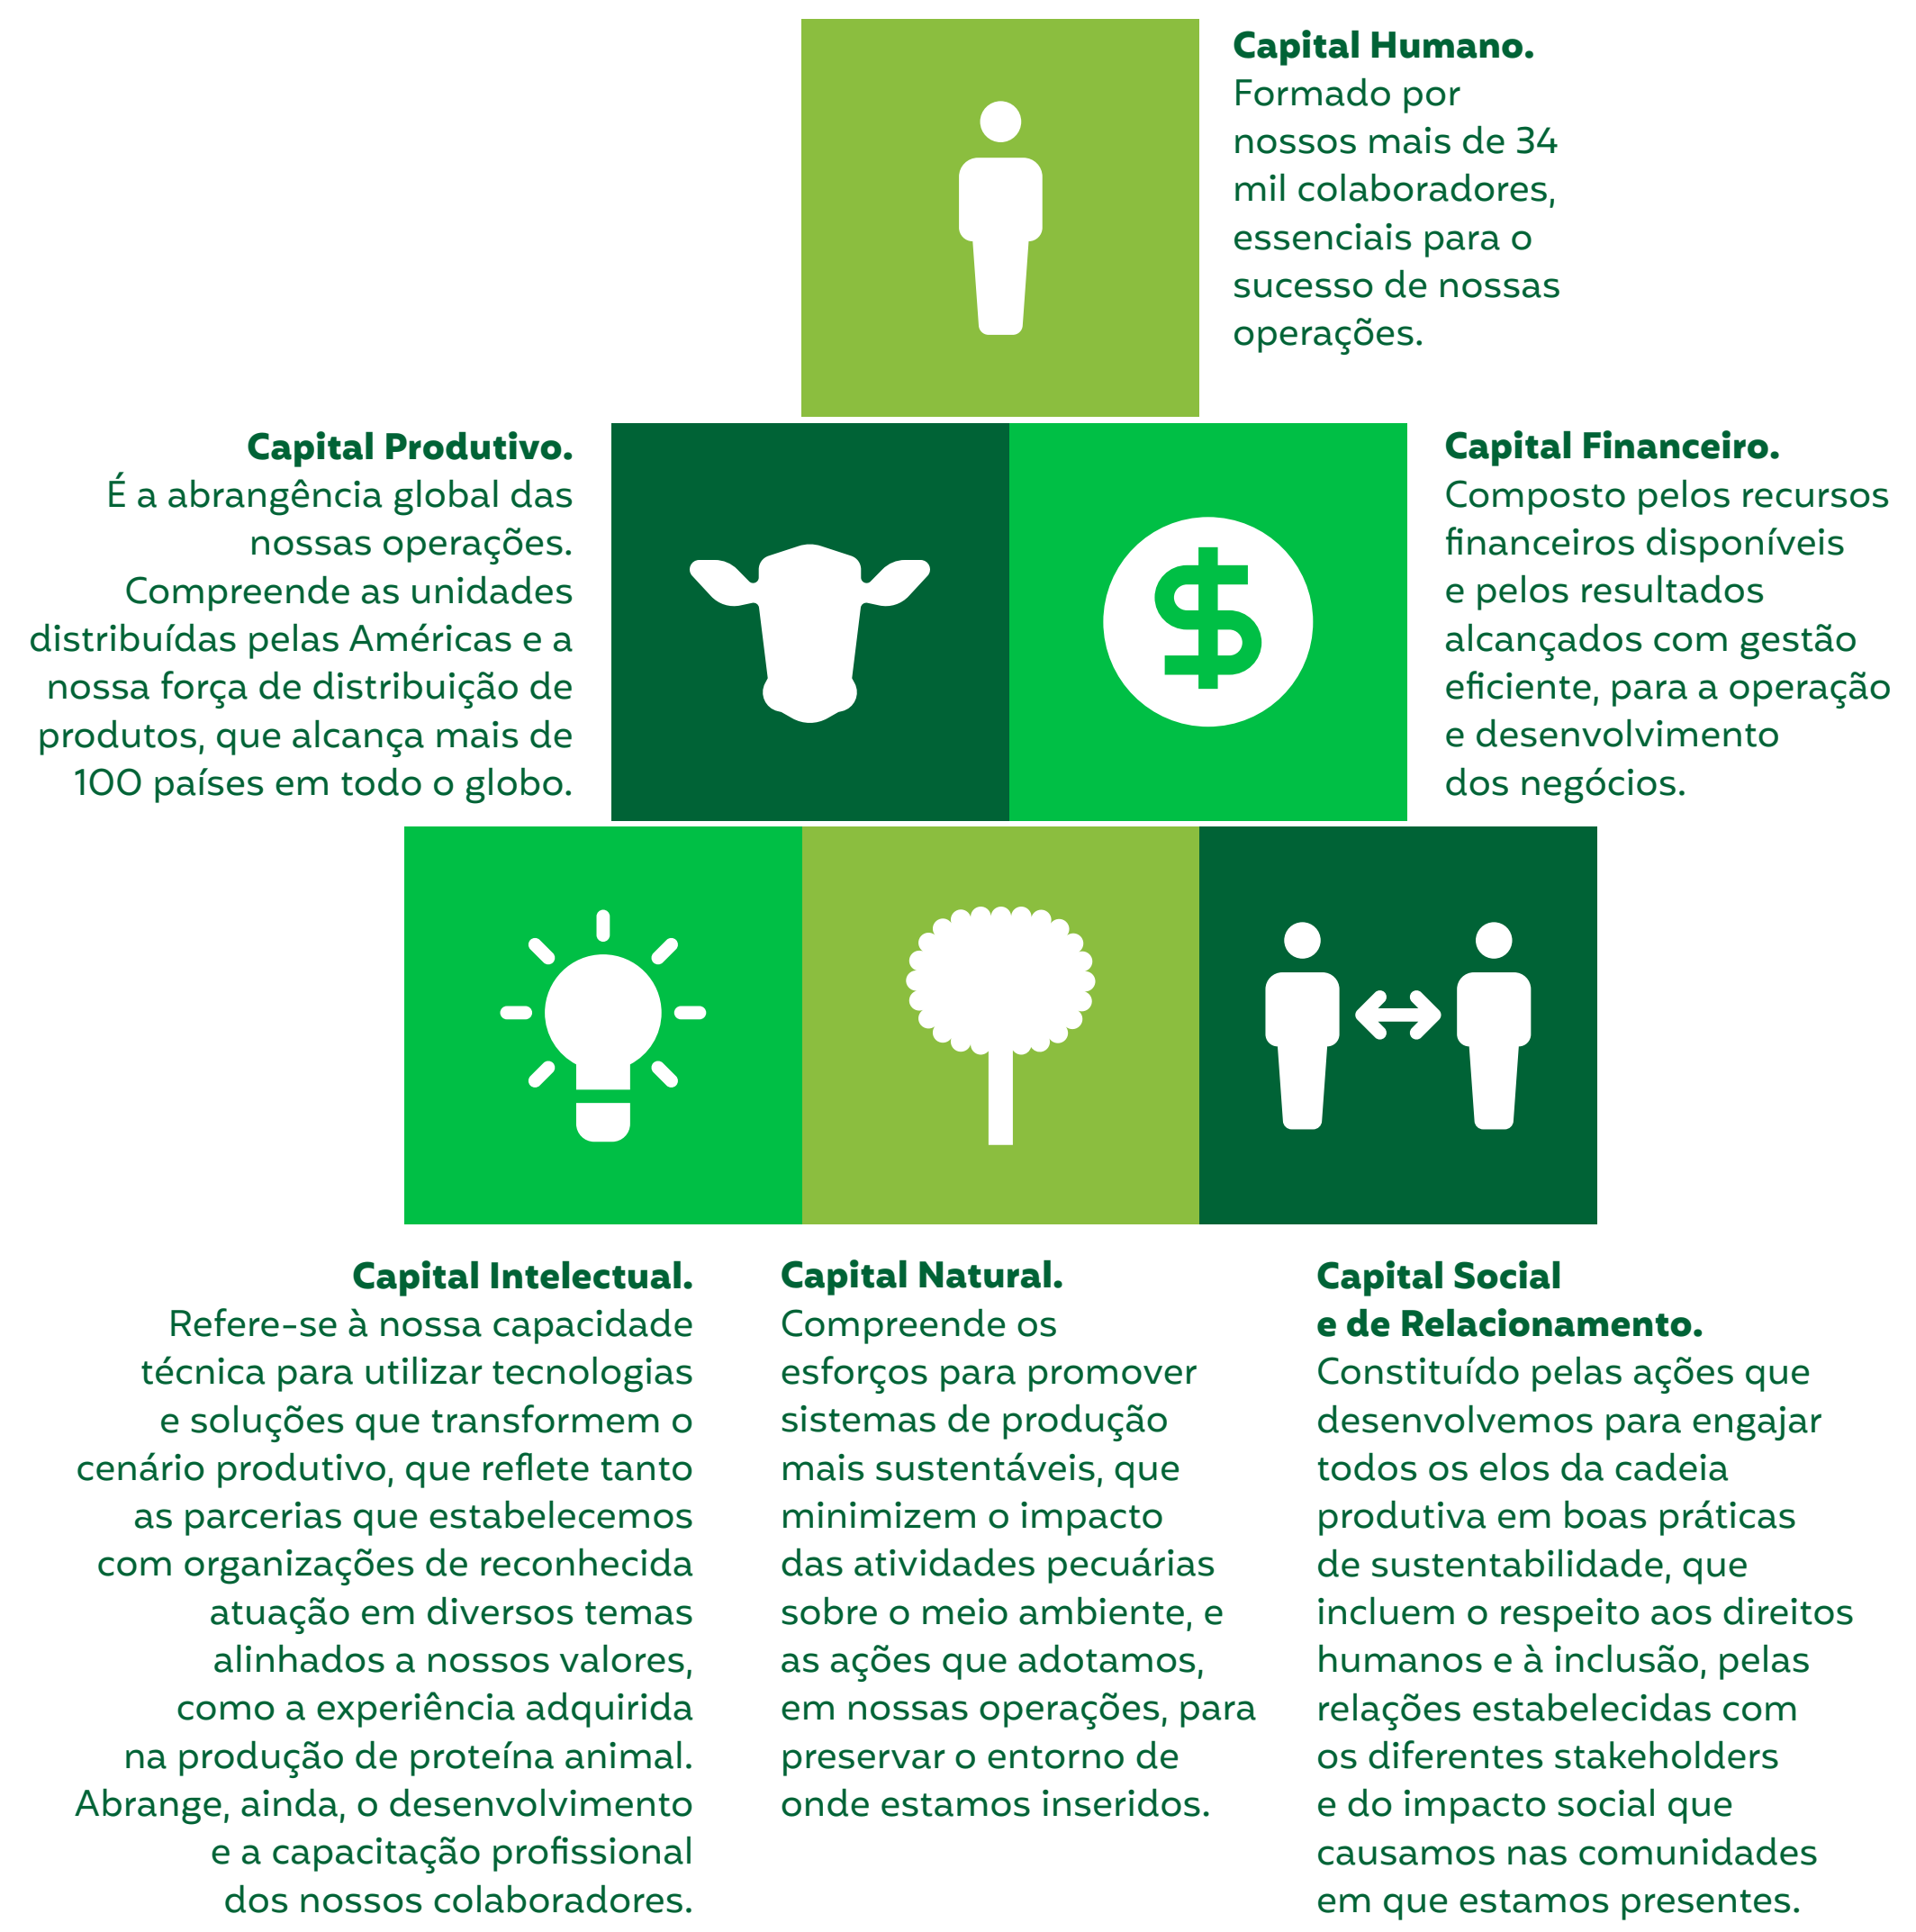 Capital Humano.
Formado por
nossos mais de 34
mil colaboradores,
essenciais para o
sucesso de nossas
operações.
Capital Produtivo.
É a abrangência global das
nossas operações.
Compreende as unidades
distribuídas pelas Américas e a
nossa força de distribuição de
produtos, que alcança mais de
100 países em todo o globo.
Capital Financeiro.
Composto pelos recursos
financeiros disponíveis
e pelos resultados
alcançados com gestão
eficiente, para a operação
e desenvolvimento
dos negócios.
Capital Intelectual.
Refere-se à nossa capacidade
técnica para utilizar tecnologias
e soluções que transformem o
cenário produtivo, que reflete tanto
as parcerias que estabelecemos
com organizações de reconhecida
atuação em diversos temas
alinhados a nossos valores,
como a experiência adquirida
na produção de proteína animal.
Abrange, ainda, o desenvolvimento
e a capacitação profissional
dos nossos colaboradores.
Capital Natural.
Compreende os
esforços para promover
sistemas de produção
mais sustentáveis, que
minimizem o impacto
das atividades pecuárias
sobre o meio ambiente, e
as ações que adotamos,
em nossas operações, para
preservar o entorno de
onde estamos inseridos.
Capital Social
e de Relacionamento.
Constituído pelas ações que
desenvolvemos para engajar
todos os elos da cadeia
produtiva em boas práticas
de sustentabilidade, que
incluem o respeito aos direitos
humanos e à inclusão, pelas
relações estabelecidas com
os diferentes stakeholders
e do impacto social que
causamos nas comunidades
em que estamos presentes.